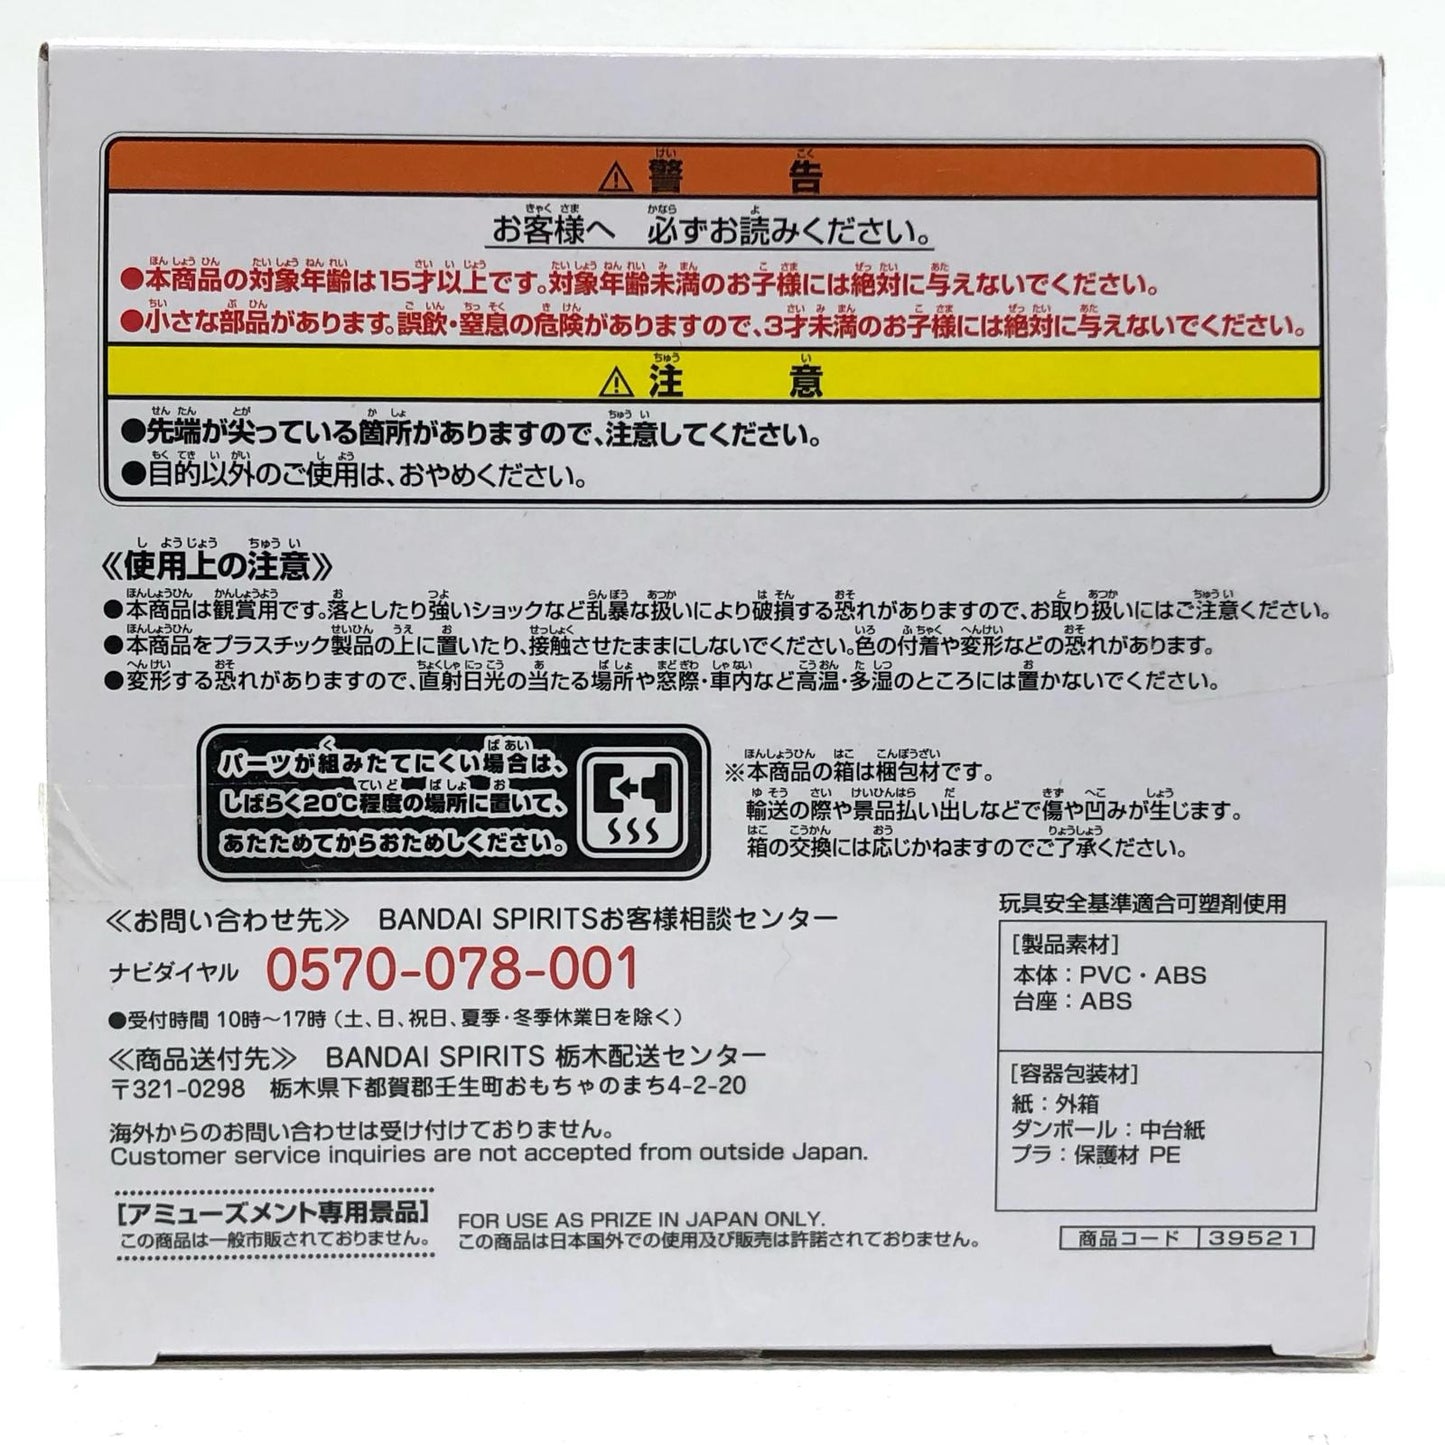 ⚠警告
お客様へ 必ずお読みください。
●本商品の対象年齢は15才以上です。対象年齢未満のお子様には絶対に与えないでください。
●小さな部品があります。誤飲・窒息の危険がありますので、3才未満のお子様には絶対に与えないでください。
⚠注意
●先端が尖っている箇所がありますので、注意してください。
●目的以外のご使用は、おやめください。
《使用上の注意》
●本商品は観賞用です。落としたり強いショックなど乱暴な扱いにより破損する恐れがありますので、お取り扱いにはご注意ください。
●本商品をプラスチック製品の上に置いたり、接触させたままにしないでください。色の付着や変形などの恐れがあります。
●変形する恐れがありますので、直射日光の当たる場所や窓際・車内など高温・多湿のところには置かないでください。
パーツが組みたてにくい場合は、
しばらく20℃程度の場所に置いて、
あたためてからおためしください。
※本商品の箱は梱包材です。
輸送の際や景品払い出しなどで傷や凹みが生じます。
箱の交換には応じかねますのでご了承ください。
≪お問い合わせ先≫ BANDAI SPIRITSお客様相談センター
ナビダイヤル 0570-078-001
●受付時間 10時～17時（土、日、祝日、夏季・冬季休業日を除く）
≪商品送付先≫ BANDAI SPIRITS 栃木配送センター
〒321-0298 栃木県下都賀郡壬生町おもちゃのまち4-2-20
海外からのお問い合わせは受け付けておりません。
Customer service inquiries are not accepted from outside Japan.
[アミューズメント専用景品]
この商品は一般市販されておりません。
FOR USE AS PRIZE IN JAPAN ONLY.
この商品は日本国外での使用及び販売は許諾されておりません。
玩具安全基準適合可塑剤使用
[製品素材]
本体：PVC・ABS
台座：ABS
[容器包装材]
紙：外箱
ダンボール：中台紙
プラ：保護材 PE
商品コード 39521